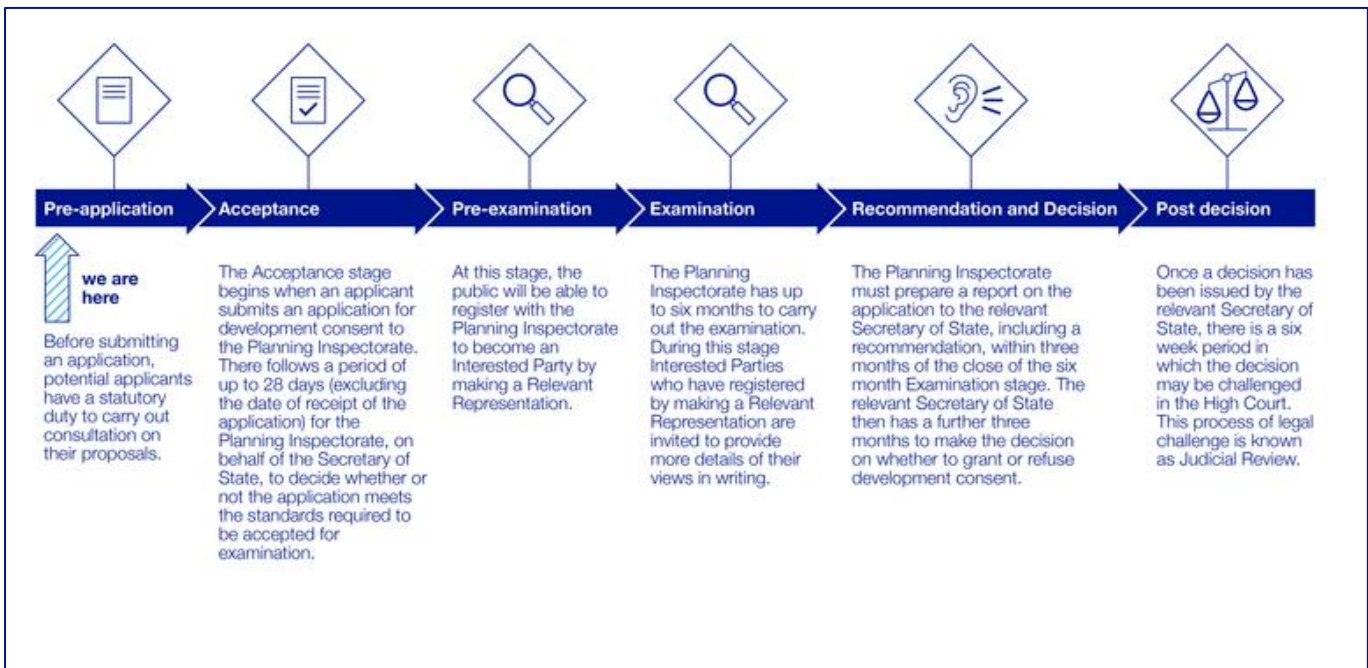 Pre-application
Acceptance
Pre-examination
Examination
Recommendation and Decision
Post decision
we are
here
Before submitting
an application,
potential applicants
have a statutory
duty to carry out
consultation on
their proposals.
The Acceptance stage
begins when an applicant
submits an application for
development consent to
the Planning Inspectorate.
There follows a period of
up to 28 days (excluding
the date of receipt of the
application) for the
Planning Inspectorate, on
behalf of the Secretary of
State, to decide whether or
not the application meets
the standards required to
be accepted for
examination.
At this stage, the
public will be able to
register with the
Planning Inspectorate
to become an
Interested Party by
making a Relevant
Representation.
The Planning
Inspectorate has up
to six months to carry
out the examination.
During this stage
Interested Parties
who have registered
by making a Relevant
Representation are
invited to provide
more details of their
views in writing.
The Planning Inspectorate
must prepare a report on the
application to the relevant
Secretary of State, including a
recommendation, within three
months of the close of the six
month Examination stage. The
relevant Secretary of State
then has a further three
months to make the decision
on whether to grant or refuse
development consent.
Once a decision has
been issued by the
relevant Secretary of
State, there is a six
week period in
which the decision
may be challenged
in the High Court.
This process of legal
challenge is known
as Judicial Review.